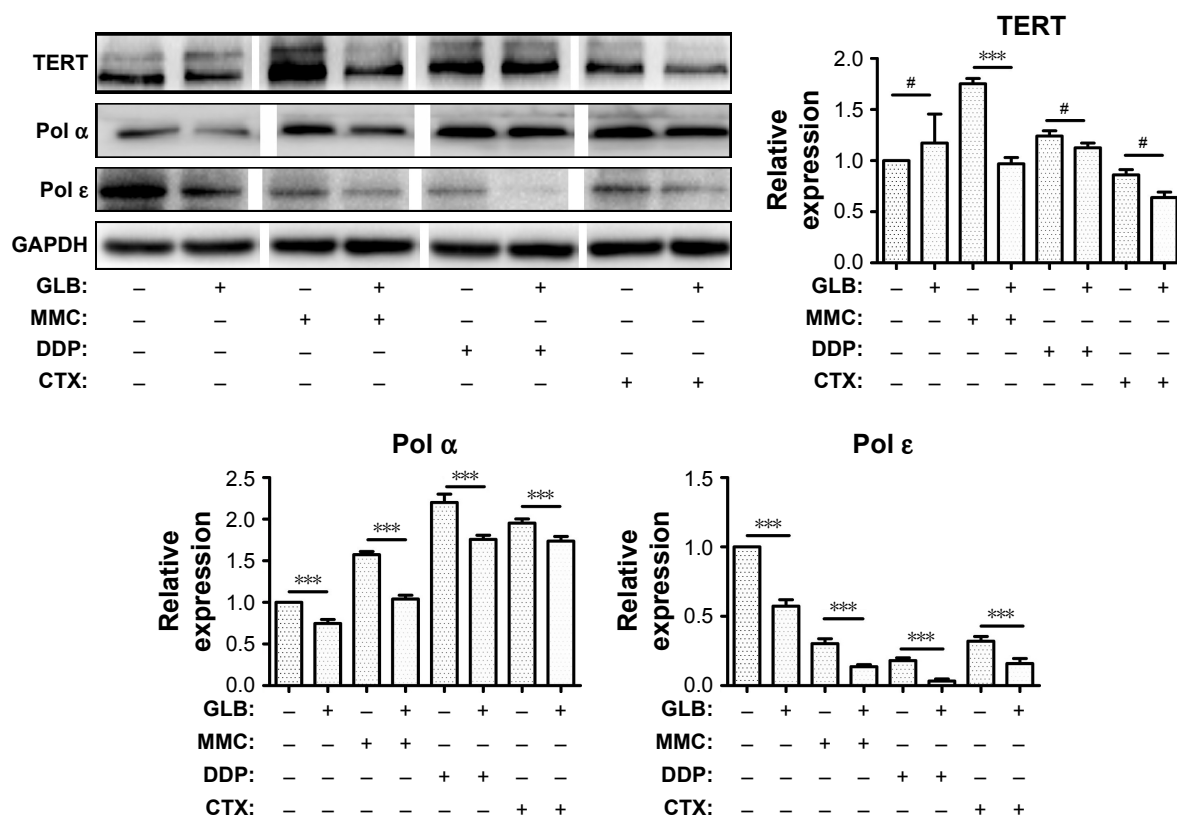 TERT
Pol α
Pol ε
GAPDH
GLB: – + – + – + – +
MMC: – – + + – – – –
DDP: – – – – + + – –
CTX: – – – – – – + +
TERT
Relative expression
2.0
1.5
1.0
0.5
0.0
# *** # #
GLB: – + – + – + – +
MMC: – – + + – – – –
DDP: – – – – + + – –
CTX: – – – – – – + +
Pol α
Relative expression
2.5
2.0
1.5
1.0
0.5
0.0
*** *** *** ***
GLB: – + – + – + – +
MMC: – – + + – – – –
DDP: – – – – + + – –
CTX: – – – – – – + +
Pol ε
Relative expression
1.5
1.0
0.5
0.0
*** *** *** ***
GLB: – + – + – + – +
MMC: – – + + – – – –
DDP: – – – – + + – –
CTX: – – – – – – + +